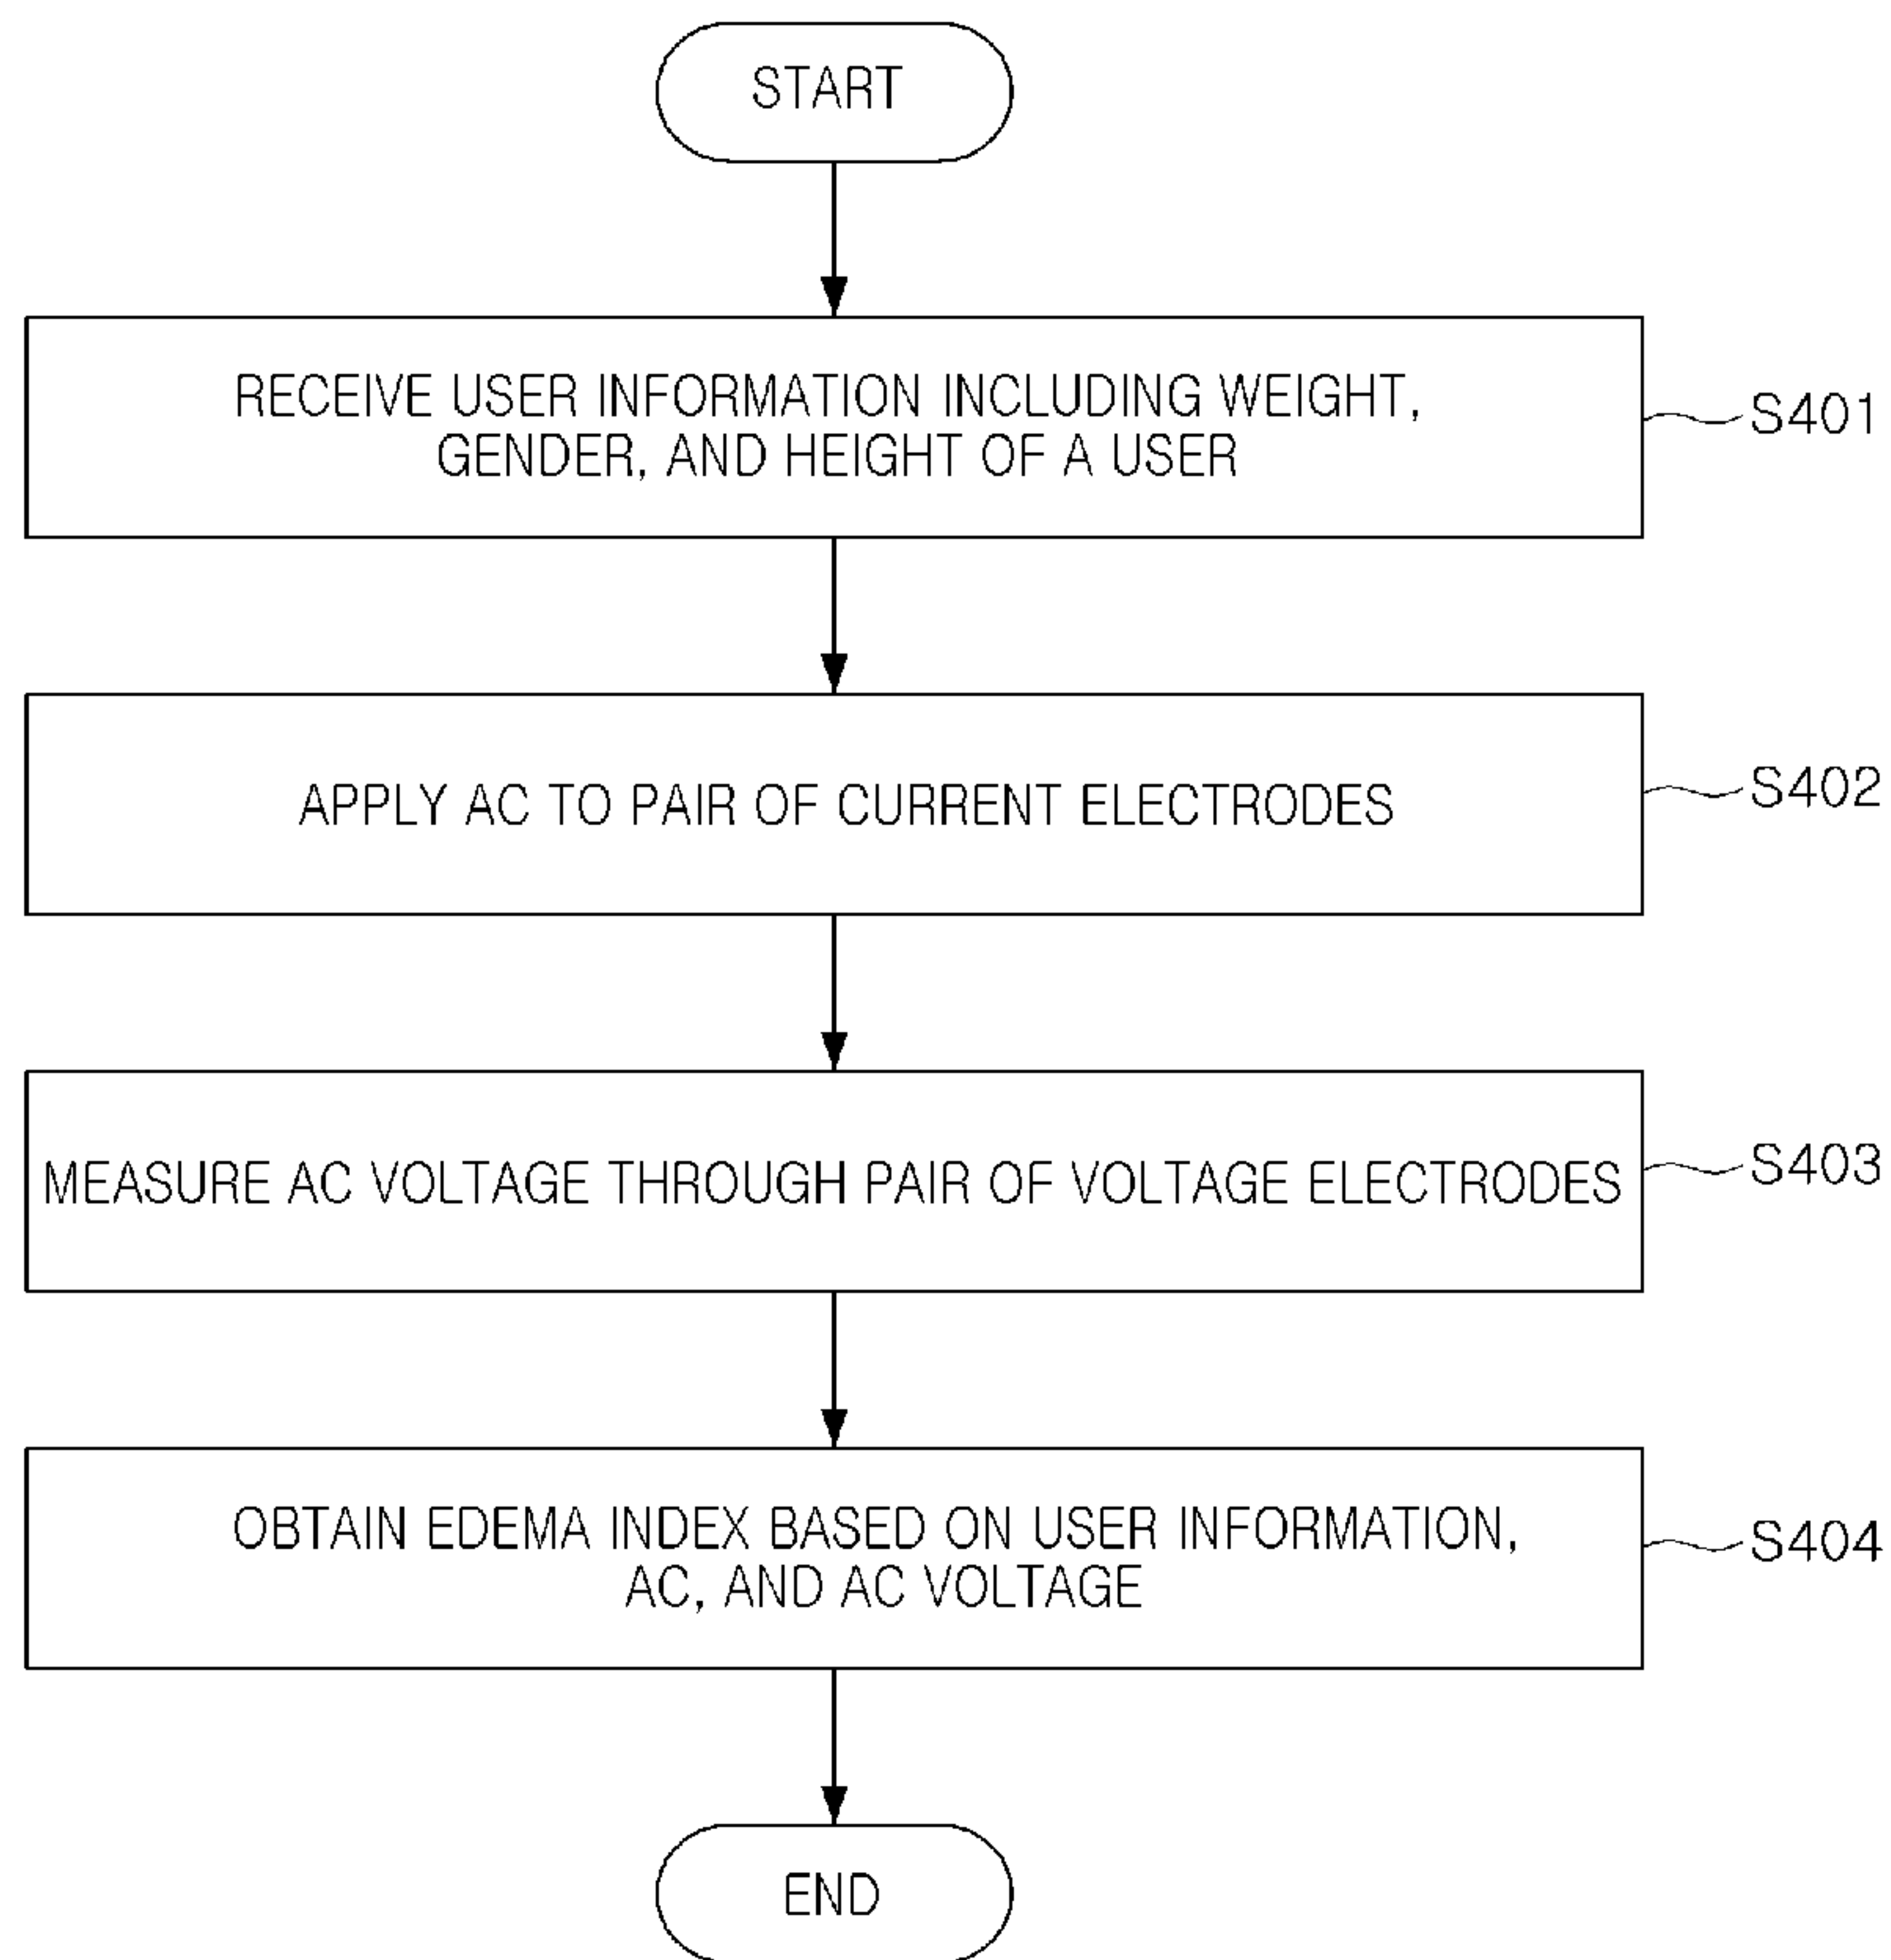 START
RECEIVE USER INFORMATION INCLUDING WEIGHT,
GENDER, AND HEIGHT OF A USER
S401
APPLY AC TO PAIR OF CURRENT ELECTRODES
S402
MEASURE AC VOLTAGE THROUGH PAIR OF VOLTAGE ELECTRODES
S403
OBTAIN EDEMA INDEX BASED ON USER INFORMATION,
AC, AND AC VOLTAGE
S404
END